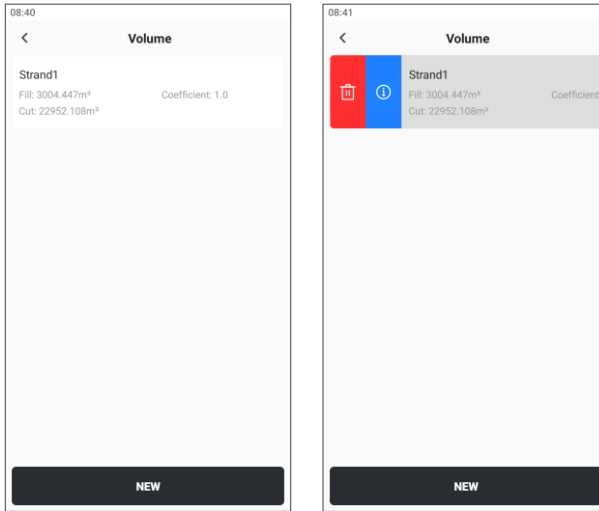 08:40
Volume
Strand1
Fill: 3004.447m³ Coefficient: 1.0
Cut: 22952.108m³
NEW
08:41
Volume
Strand1
Fill: 3004.447m³ Coefficient
Cut: 22952.108m³
NEW